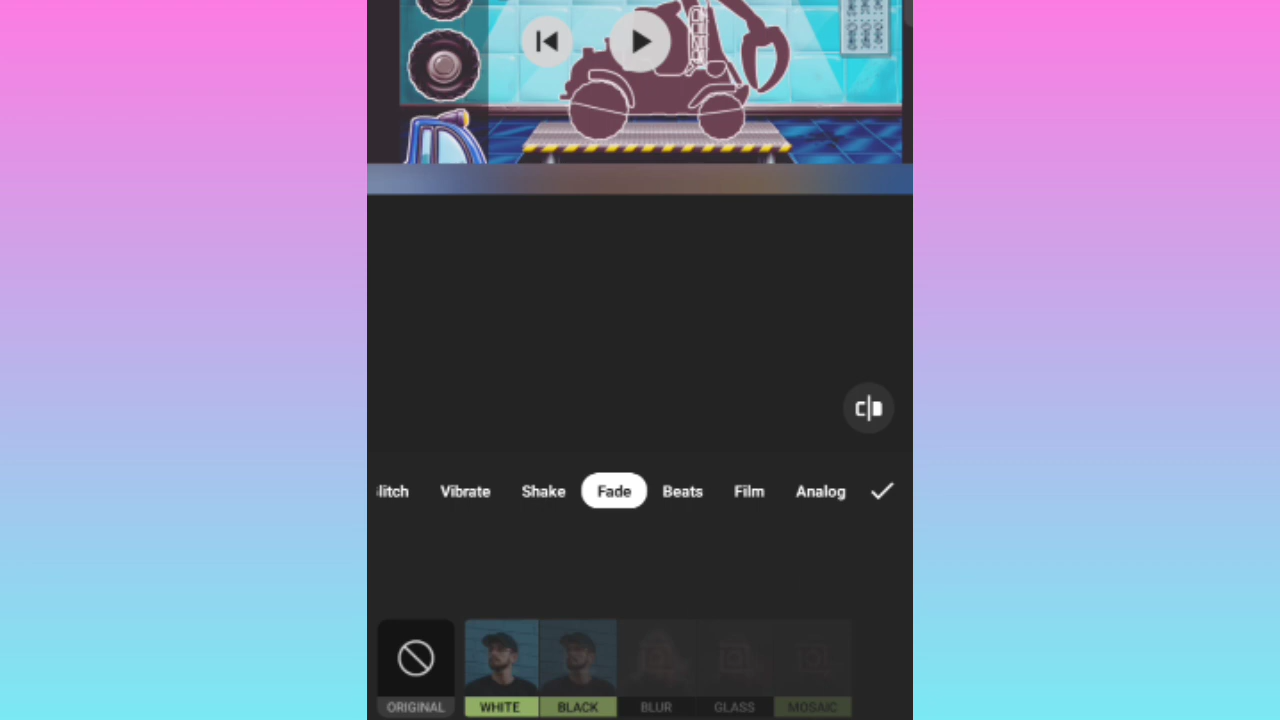 litch Vibrate Shake Fade Beats Film Analog
ORIGINAL WHITE BLACK BLUR GLASS MOSAIC